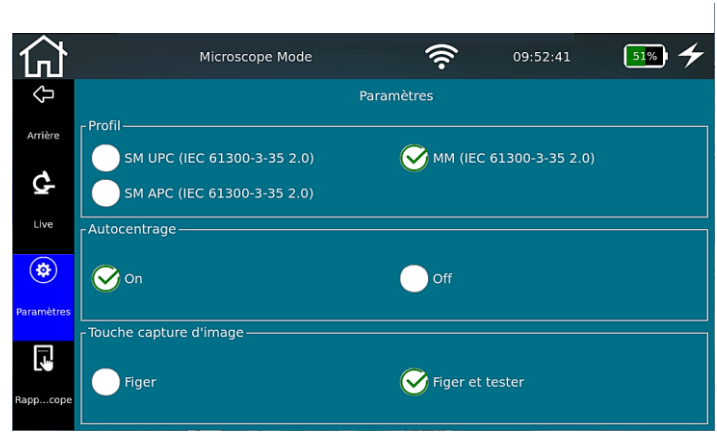 Microscope Mode 09:52:41 51%
Paramètres
Arrière
Profil
SM UPC (IEC 61300-3-35 2.0) MM (IEC 61300-3-35 2.0)
SM APC (IEC 61300-3-35 2.0)
Live
Autocentrage
On Off
Paramètres
Touche capture d'image
Figer Figer et tester
Rapp...cope